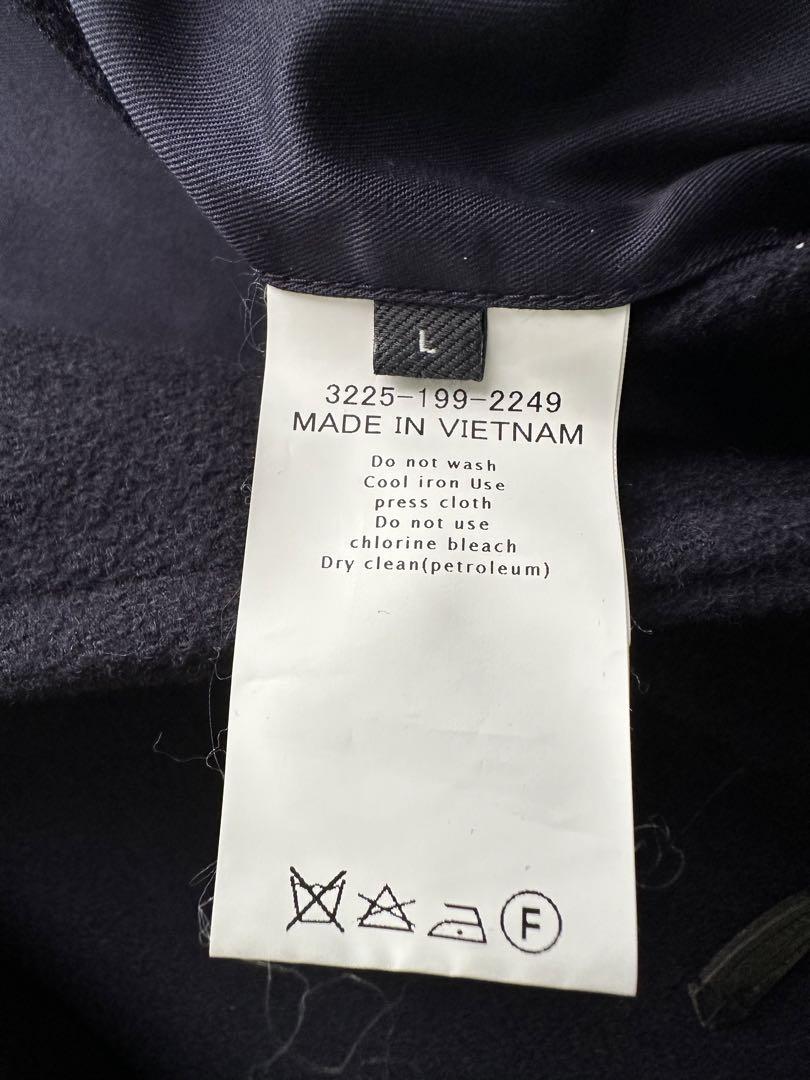 L
3225-199-2249
MADE IN VIETNAM
Do not wash
Cool iron Use
press cloth
Do not use
chlorine bleach
Dry clean(petroleum)
F